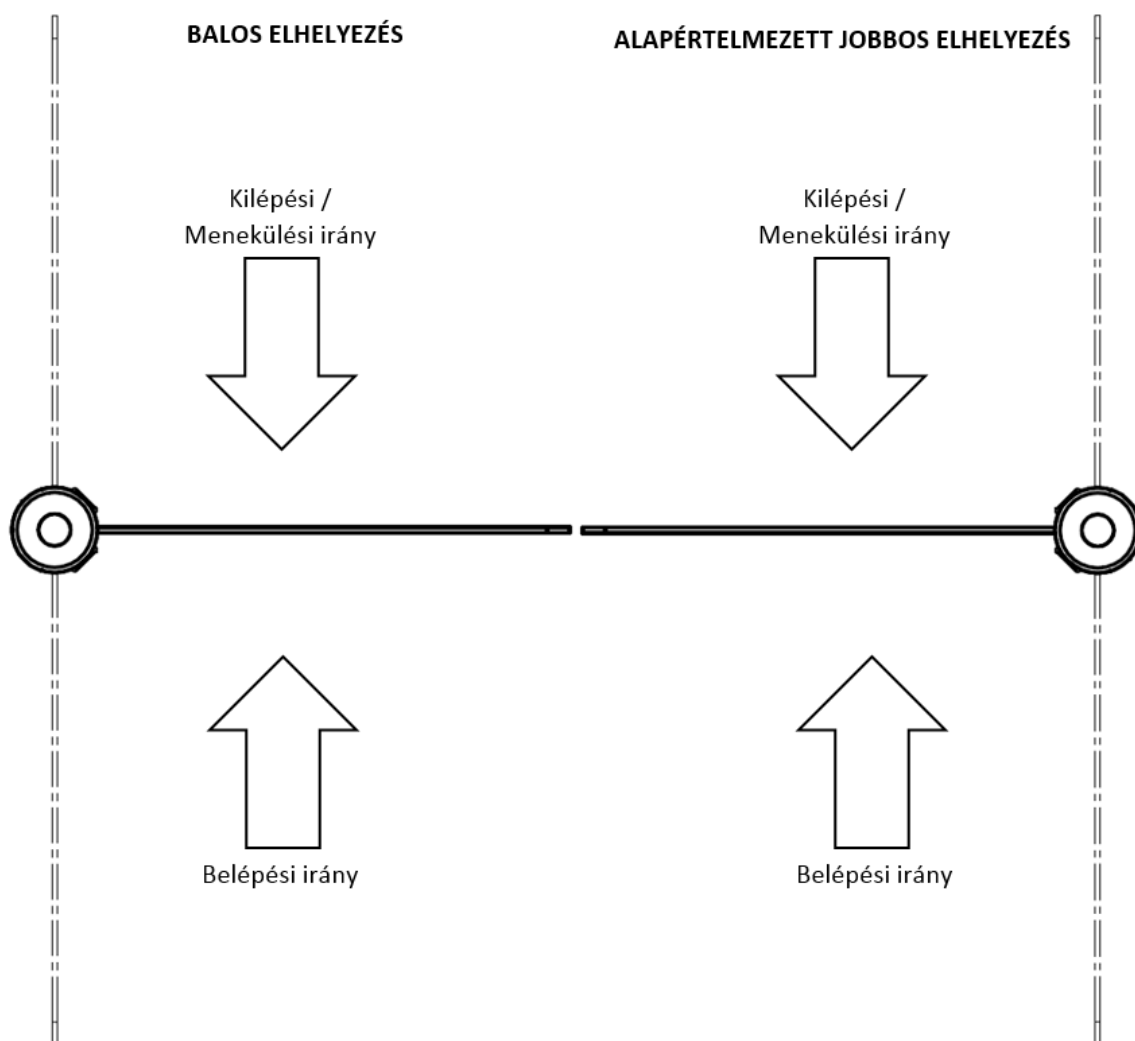 BALOS ELHELYEZÉS
ALAPÉRTELMEZETT JOBBOS ELHELYEZÉS
Kilépési /
Menekülési irány
Kilépési /
Menekülési irány
Belépési irány
Belépési irány